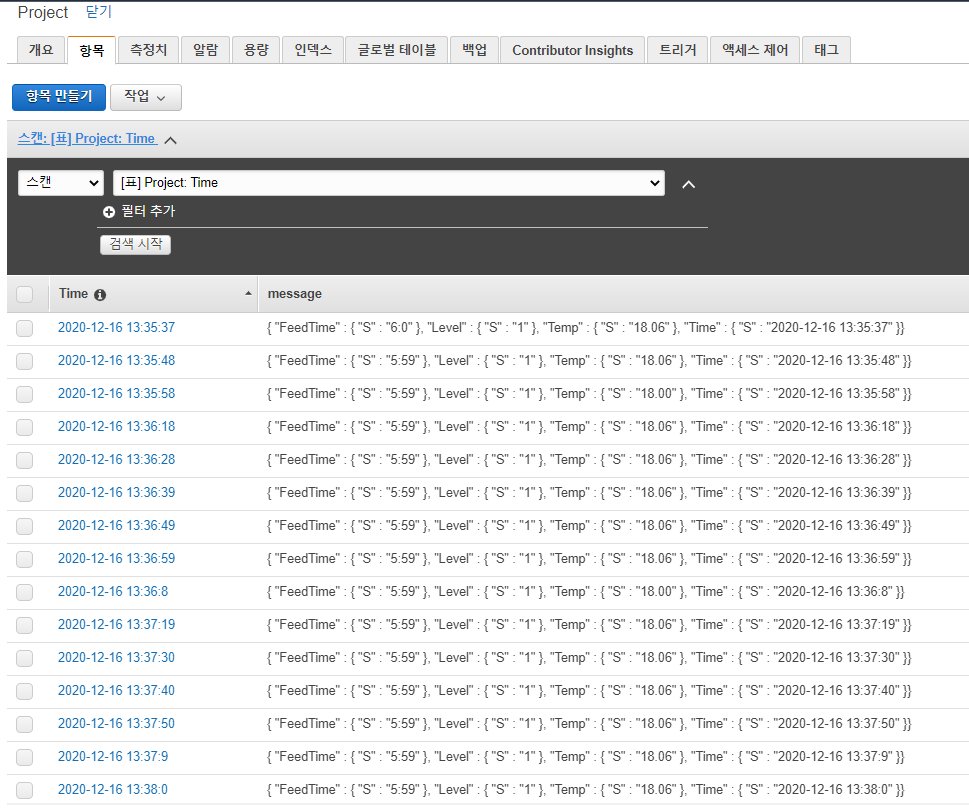 Project 닫기
개요 항목 측정치 알람 용량 인덱스 글로벌 테이블 백업 Contributor Insights 트리거 액세스 제어 태그
항목 만들기 작업
스캔: [표] Project: Time
스캔 [표] Project: Time
필터 추가
검색 시작
Time message
2020-12-16 13:35:37 { "FeedTime" : { "S" : "6:0" }, "Level" : { "S" : "1" }, "Temp" : { "S" : "18.06" }, "Time" : { "S" : "2020-12-16 13:35:37" }}
2020-12-16 13:35:48 { "FeedTime" : { "S" : "5:59" }, "Level" : { "S" : "1" }, "Temp" : { "S" : "18.06" }, "Time" : { "S" : "2020-12-16 13:35:48" }}
2020-12-16 13:35:58 { "FeedTime" : { "S" : "5:59" }, "Level" : { "S" : "1" }, "Temp" : { "S" : "18.00" }, "Time" : { "S" : "2020-12-16 13:35:58" }}
2020-12-16 13:36:18 { "FeedTime" : { "S" : "5:59" }, "Level" : { "S" : "1" }, "Temp" : { "S" : "18.06" }, "Time" : { "S" : "2020-12-16 13:36:18" }}
2020-12-16 13:36:28 { "FeedTime" : { "S" : "5:59" }, "Level" : { "S" : "1" }, "Temp" : { "S" : "18.06" }, "Time" : { "S" : "2020-12-16 13:36:28" }}
2020-12-16 13:36:39 { "FeedTime" : { "S" : "5:59" }, "Level" : { "S" : "1" }, "Temp" : { "S" : "18.06" }, "Time" : { "S" : "2020-12-16 13:36:39" }}
2020-12-16 13:36:49 { "FeedTime" : { "S" : "5:59" }, "Level" : { "S" : "1" }, "Temp" : { "S" : "18.06" }, "Time" : { "S" : "2020-12-16 13:36:49" }}
2020-12-16 13:36:59 { "FeedTime" : { "S" : "5:59" }, "Level" : { "S" : "1" }, "Temp" : { "S" : "18.06" }, "Time" : { "S" : "2020-12-16 13:36:59" }}
2020-12-16 13:36:8 { "FeedTime" : { "S" : "5:59" }, "Level" : { "S" : "1" }, "Temp" : { "S" : "18.00" }, "Time" : { "S" : "2020-12-16 13:36:8" }}
2020-12-16 13:37:19 { "FeedTime" : { "S" : "5:59" }, "Level" : { "S" : "1" }, "Temp" : { "S" : "18.06" }, "Time" : { "S" : "2020-12-16 13:37:19" }}
2020-12-16 13:37:30 { "FeedTime" : { "S" : "5:59" }, "Level" : { "S" : "1" }, "Temp" : { "S" : "18.06" }, "Time" : { "S" : "2020-12-16 13:37:30" }}
2020-12-16 13:37:40 { "FeedTime" : { "S" : "5:59" }, "Level" : { "S" : "1" }, "Temp" : { "S" : "18.06" }, "Time" : { "S" : "2020-12-16 13:37:40" }}
2020-12-16 13:37:50 { "FeedTime" : { "S" : "5:59" }, "Level" : { "S" : "1" }, "Temp" : { "S" : "18.06" }, "Time" : { "S" : "2020-12-16 13:37:50" }}
2020-12-16 13:37:9 { "FeedTime" : { "S" : "5:59" }, "Level" : { "S" : "1" }, "Temp" : { "S" : "18.06" }, "Time" : { "S" : "2020-12-16 13:37:9" }}
2020-12-16 13:38:0 { "FeedTime" : { "S" : "5:59" }, "Level" : { "S" : "1" }, "Temp" : { "S" : "18.06" }, "Time" : { "S" : "2020-12-16 13:38:0" }}